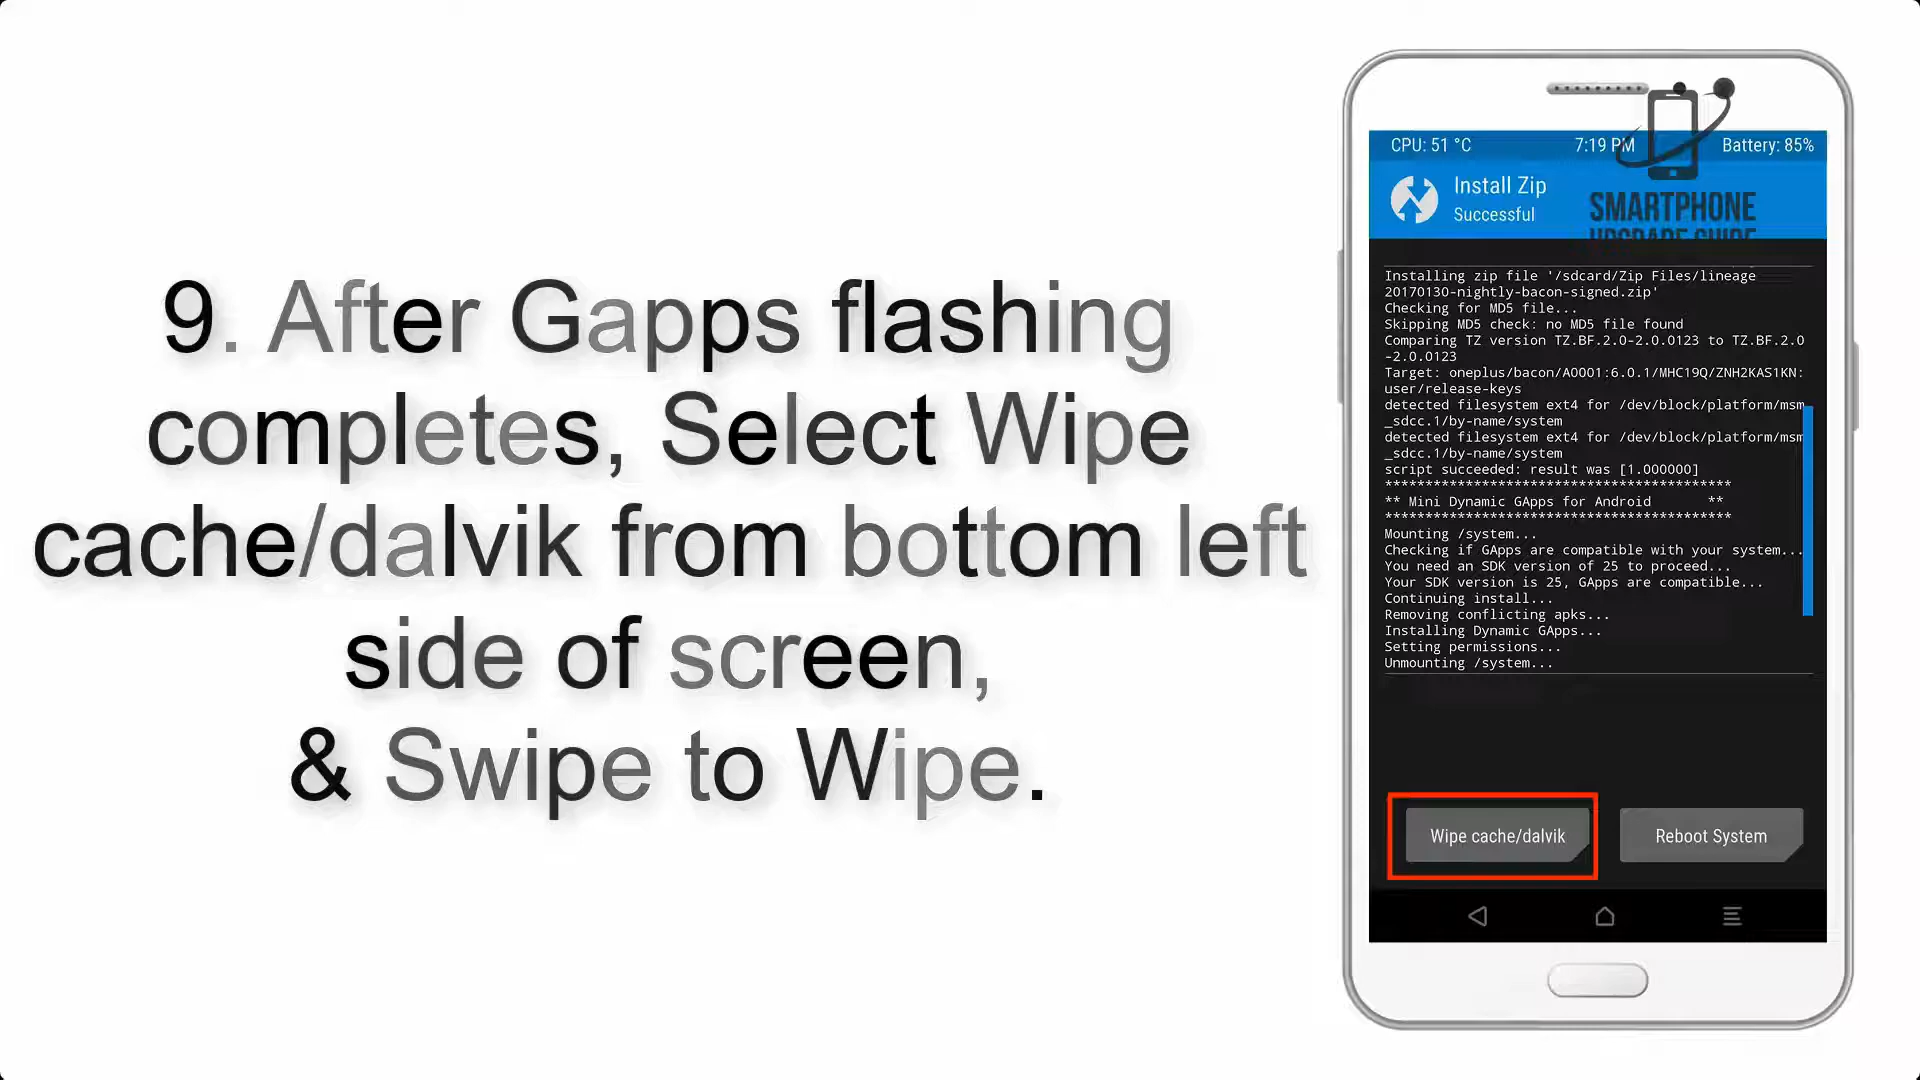 9. After Gapps flashing
completes, Select Wipe
cache/dalvik from bottom left
side of screen,
& Swipe to Wipe.
CPU: 51 °C 7:19 PM Battery: 85%
Install Zip
Successful
SMARTPHONE
UPGRADE GUIDE
Installing zip file '/sdcard/Zip Files/lineage
20170130-nightly-bacon-signed.zip'
Checking for MD5 file...
Skipping MD5 check: no MD5 file found
Comparing TZ version TZ.BF.2.0-2.0.0123 to TZ.BF.2.0
-2.0.0123
Target: oneplus/bacon/A0001:6.0.1/MHC19Q/ZNH2KAS1KN:
user/release-keys
detected filesystem ext4 for /dev/block/platform/msm
_sdcc.1/by-name/system
detected filesystem ext4 for /dev/block/platform/msm
_sdcc.1/by-name/system
script succeeded: result was [1.000000]
******************************************
** Mini Dynamic GApps for Android **
******************************************
Mounting /system...
Checking if GApps are compatible with your system...
You need an SDK version of 25 to proceed...
Your SDK version is 25, GApps are compatible...
Continuing install...
Removing conflicting apks...
Installing Dynamic GApps...
Setting permissions...
Unmounting /system...
Wipe cache/dalvik Reboot System